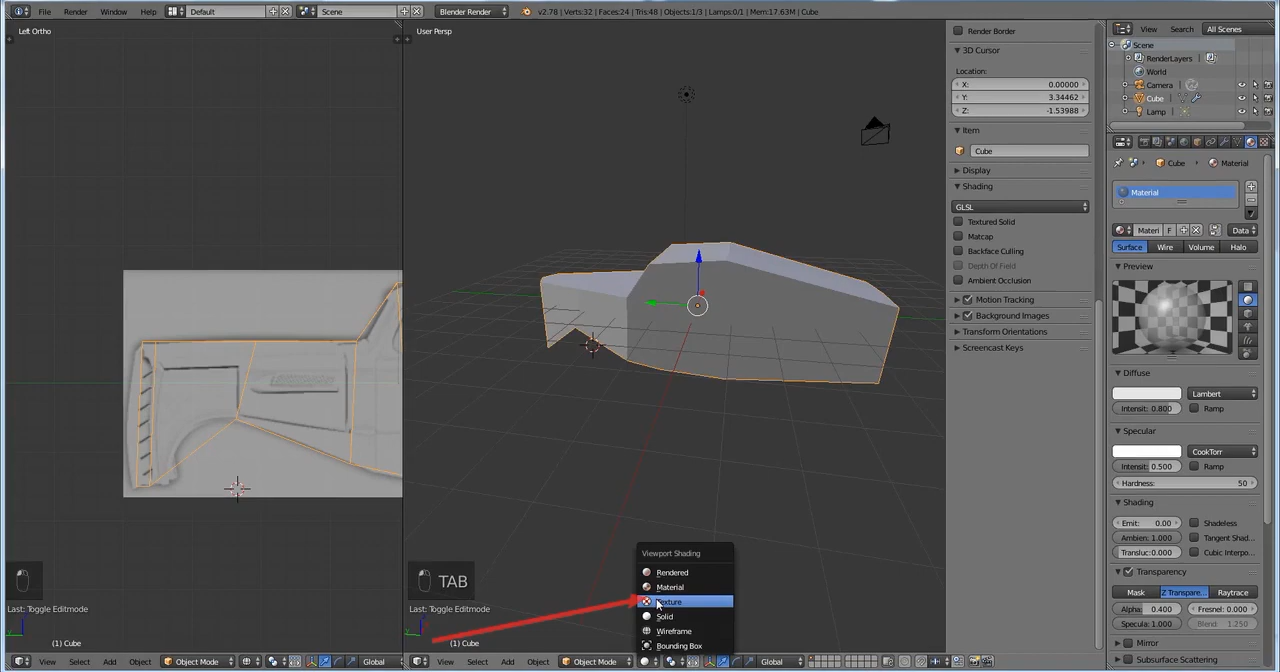 File Render Window Help Default Scene Blender Render v2.78 | Verts:32 | Faces:24 | Tris:48 | Objects:1/3 | Lamps:0/1 | Mem:17.63M | Cube
Left Ortho
User Persp
TAB
Last: Toggle Editmode
(1) Cube
TAB
Last: Toggle Editmode
(1) Cube
View Select Add Object Object Mode Global
View Select Add Object Object Mode Global
Viewport Shading
Rendered
Material
Texture
Solid
Wireframe
Bounding Box
Render Border
3D Cursor
Location:
X: 0.00000
Y: 3.34462
Z: -1.53988
Item
Cube
Display
Shading
GLSL
Textured Solid
Matcap
Backface Culling
Depth Of Field
Ambient Occlusion
Motion Tracking
Background Images
Transform Orientations
Screencast Keys
View Search All Scenes
Scene
RenderLayers
World
Camera
Cube
Lamp
Cube Material
Material
Materi F Data
Surface Wire Volume Halo
Preview
Diffuse
Lambert
Intensit: 0.800 Ramp
Specular
CookTorr
Intensit: 0.500 Ramp
Hardness: 50
Shading
Emit: 0.00 Shadeless
Ambien: 1.000 Tangent Shad...
Transluc:0.000 Cubic Interpo...
Transparency
Mask Z Transpare... Raytrace
Alpha: 0.400 Fresnel: 0.000
Specula: 1.000 Blend: 1.250
Mirror
Subsurface Scattering